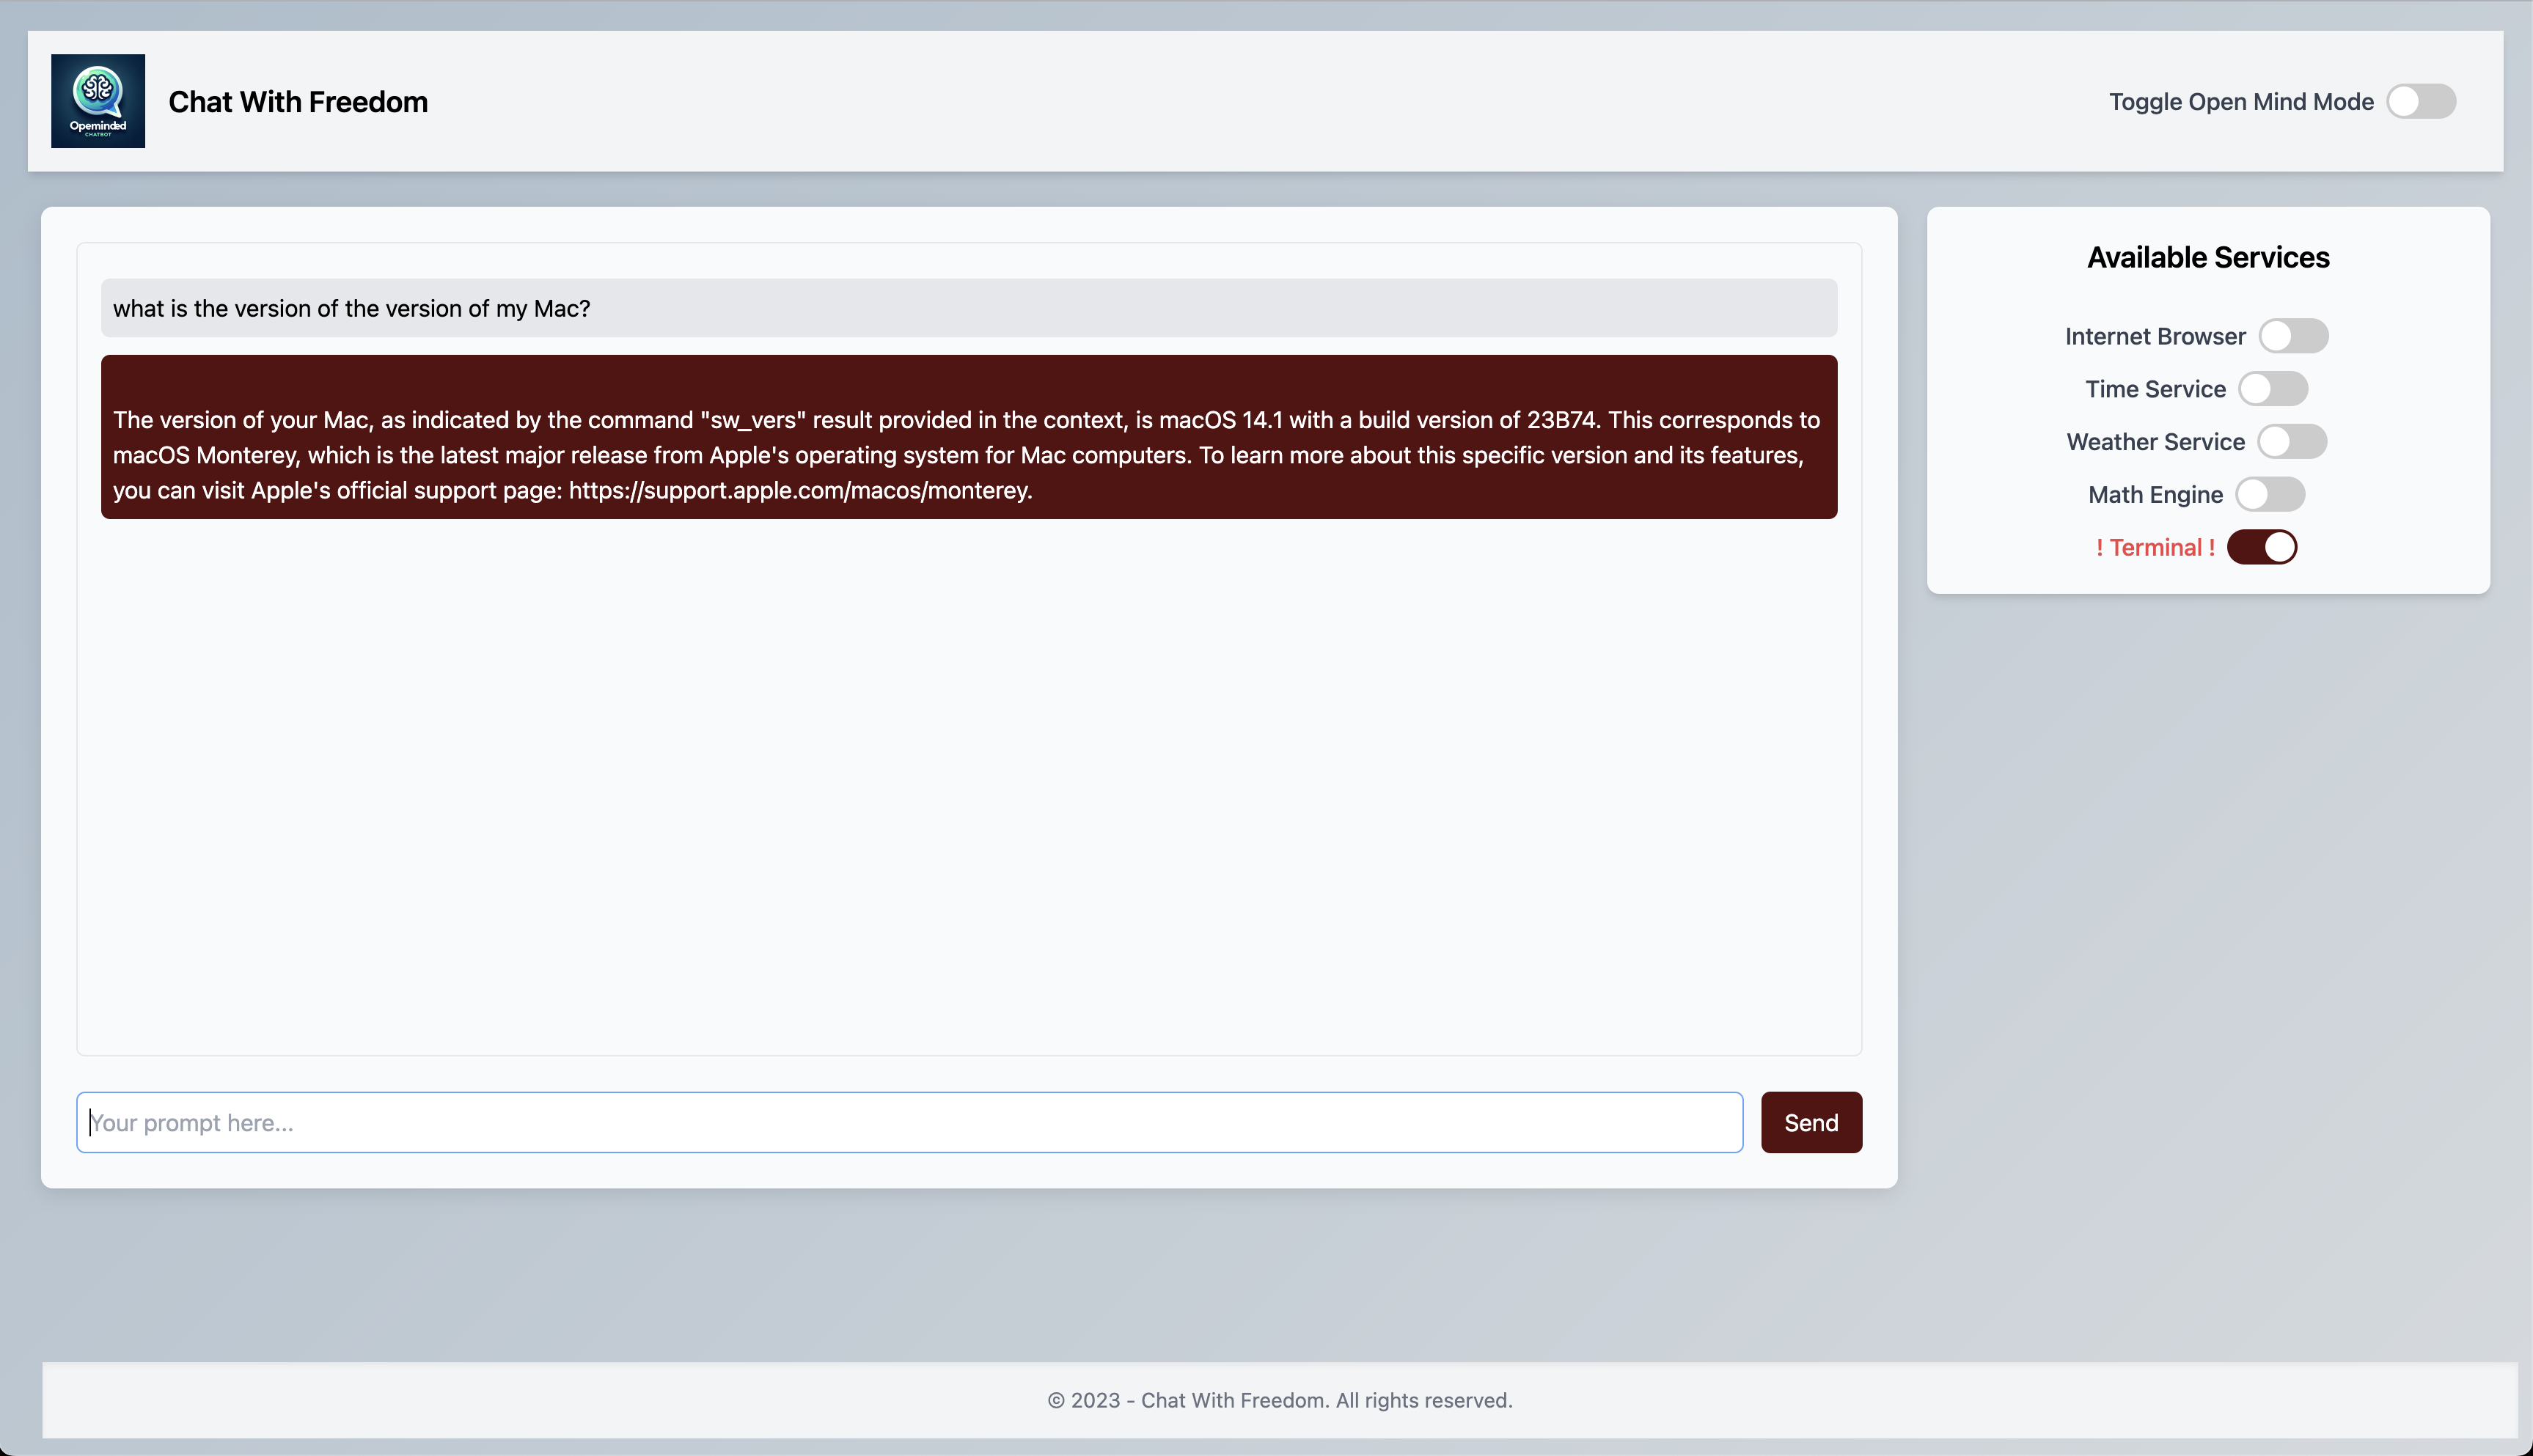 Opeminded
CHATBOT
Chat With Freedom
Toggle Open Mind Mode
what is the version of the version of my Mac?
The version of your Mac, as indicated by the command "sw_vers" result provided in the context, is macOS 14.1 with a build version of 23B74. This corresponds to
macOS Monterey, which is the latest major release from Apple's operating system for Mac computers. To learn more about this specific version and its features,
you can visit Apple's official support page: https://support.apple.com/macos/monterey.
Your prompt here...
Send
Available Services
Internet Browser
Time Service
Weather Service
Math Engine
! Terminal !
© 2023 - Chat With Freedom. All rights reserved.